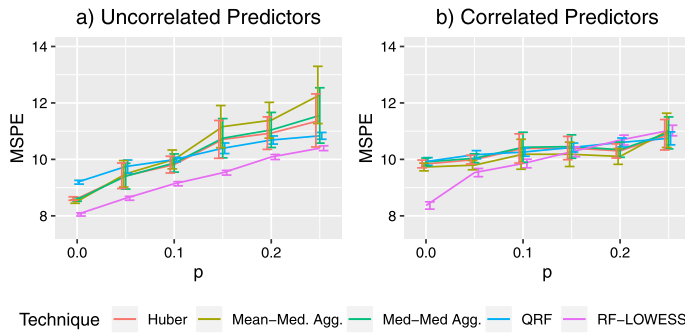 a) Uncorrelated Predictors
b) Correlated Predictors
MSPE
14
12
10
8
0.0
0.1
0.2
p
MSPE
14
12
10
8
0.0
0.1
0.2
p
Technique Huber Mean−Med. Agg. Med−Med Agg. QRF RF−LOWESS